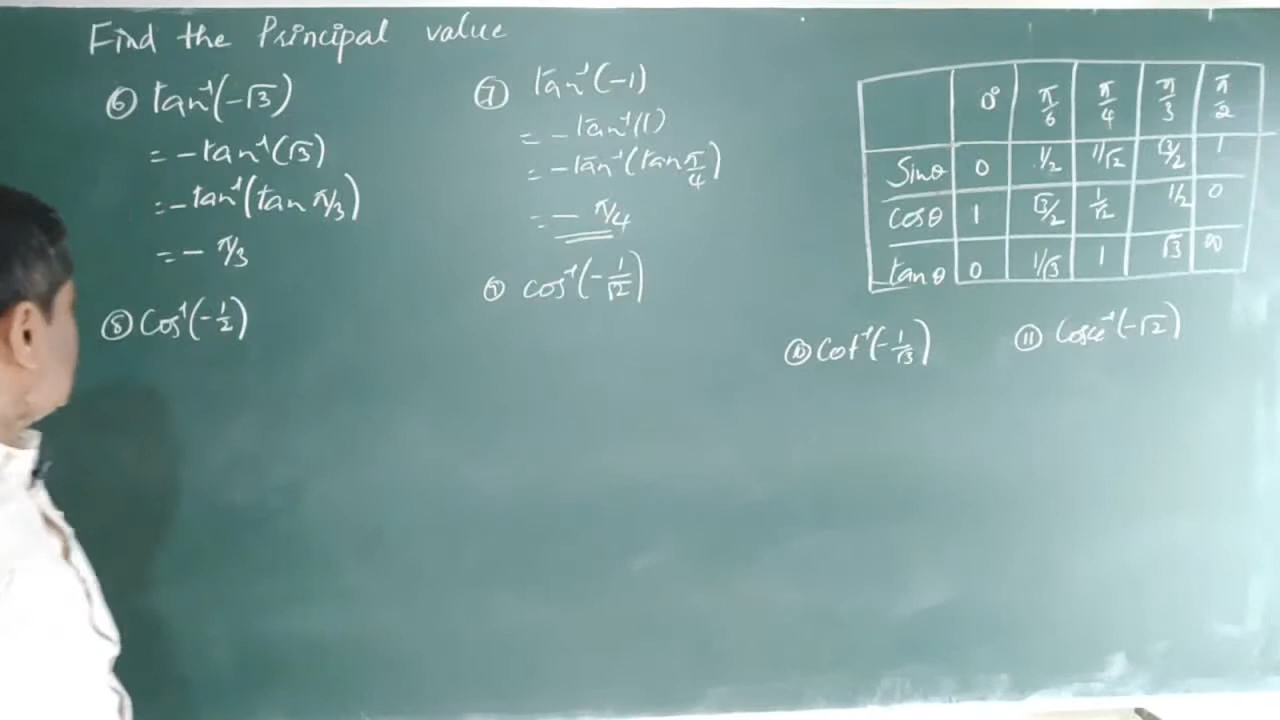 Find the Principal value
⑥ tan⁻¹(-√3)
= -tan⁻¹(√3)
= -tan⁻¹(tan π/3)
= - π/3
⑧ Cos⁻¹(-1/2)
⑦ tan⁻¹(-1)
= -tan⁻¹(1)
= -tan⁻¹(tan π/4)
= - π/4
⑨ cos⁻¹(-1/√2)
0° π/6 π/4 π/3 π/2
Sinθ 0 1/2 1/√2 √3/2 1
cosθ 1 √3/2 1/√2 1/2 0
tanθ 0 1/√3 1 √3 ∞
⑩ Cot⁻¹(-1/√3)
⑪ Cosec⁻¹(-√2)